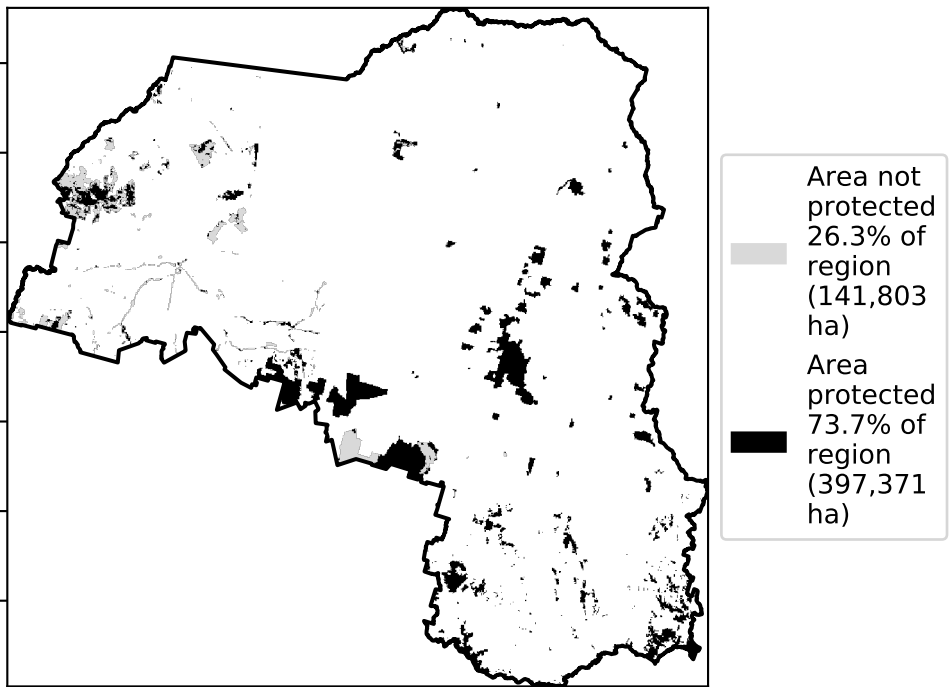 Area not
protected
26.3% of
region
(141,803
ha)
Area
protected
73.7% of
region
(397,371
ha)